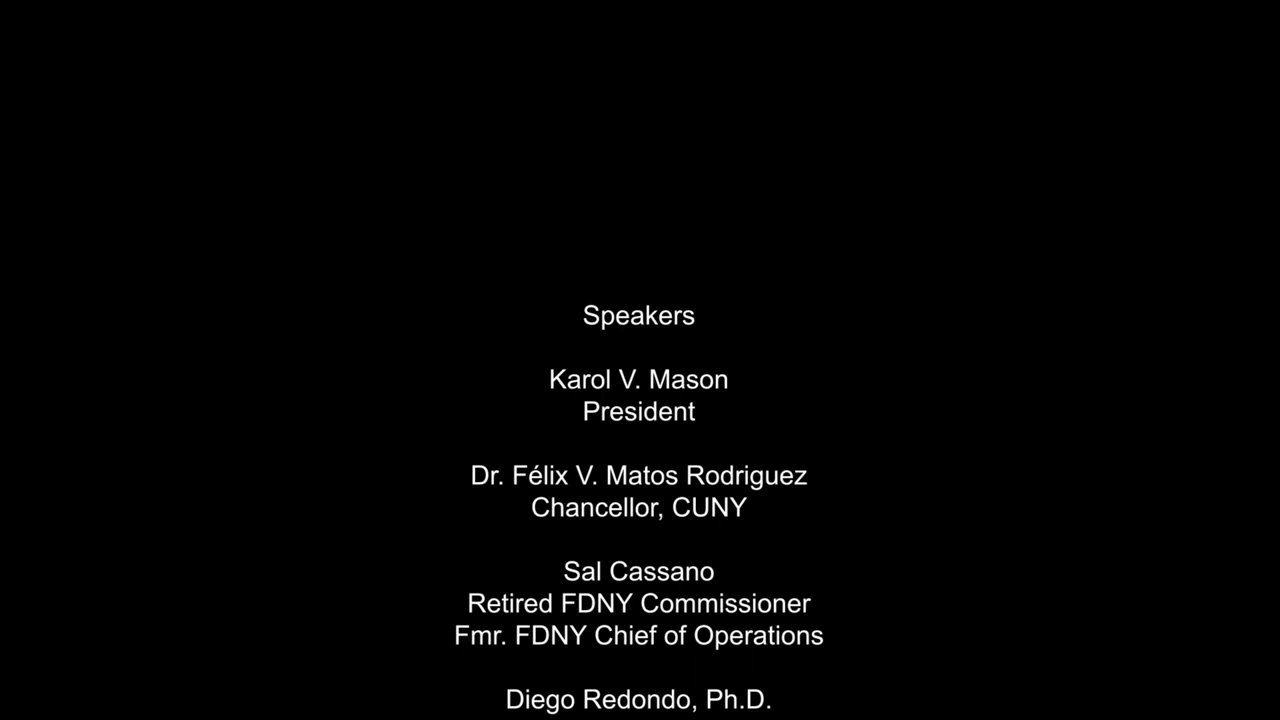 Speakers
Karol V. Mason
President
Dr. Félix V. Matos Rodriguez
Chancellor, CUNY
Sal Cassano
Retired FDNY Commissioner
Fmr. FDNY Chief of Operations
Diego Redondo, Ph.D.